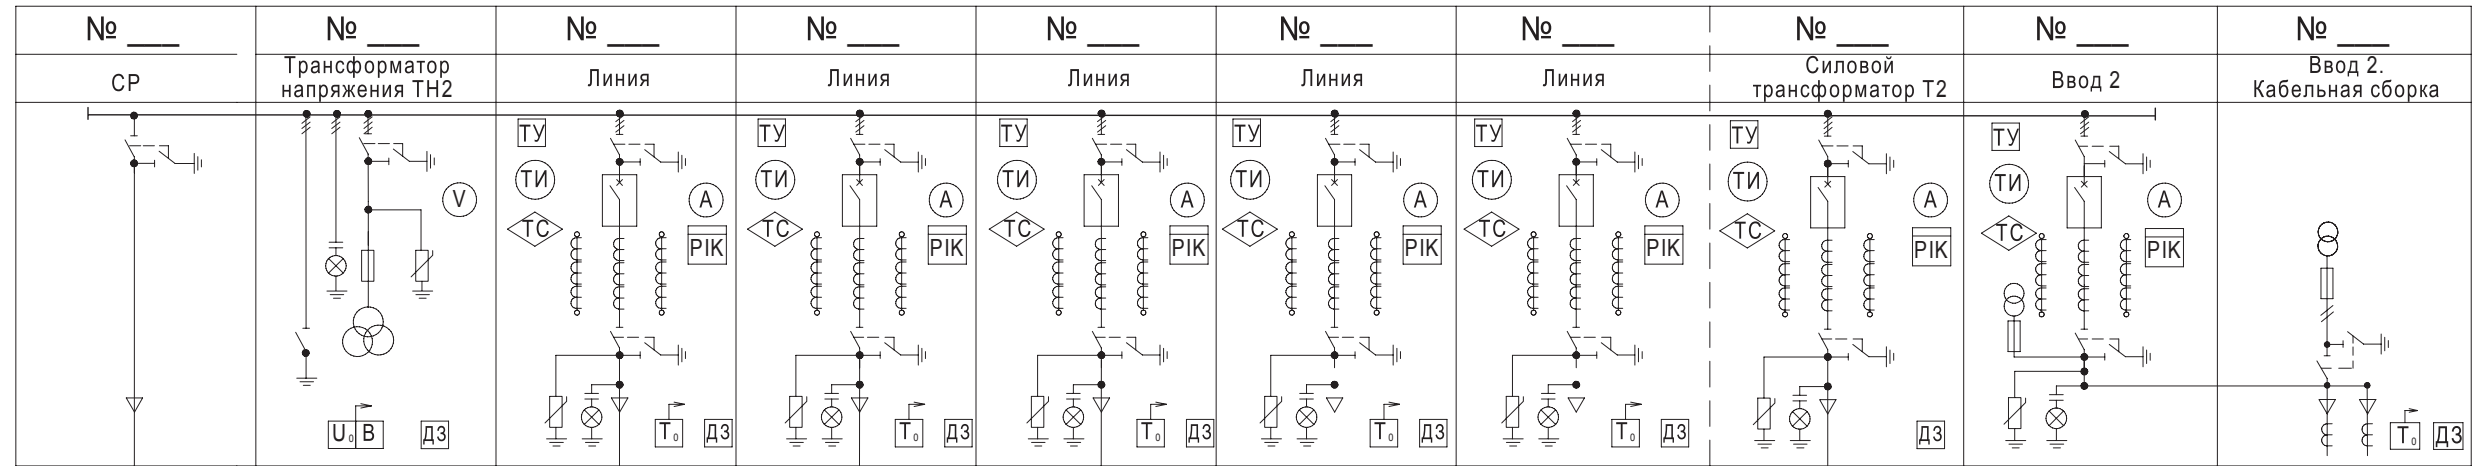 № ___ № ___ № ___ № ___ № ___ № ___ № ___ № ___ № ___ № ___
СР
Трансформатор
напряжения ТН2
Линия
Линия
Линия
Линия
Линия
Силовой
трансформатор Т2
Ввод 2
Ввод 2.
Кабельная сборка
V
U₀ В
ДЗ
ТУ
ТИ
ТС
А
PIK
T₀
ДЗ
ТУ
ТИ
ТС
А
PIK
T₀
ДЗ
ТУ
ТИ
ТС
А
PIK
T₀
ДЗ
ТУ
ТИ
ТС
А
PIK
T₀
ДЗ
ТУ
ТИ
ТС
А
PIK
T₀
ДЗ
ТУ
ТИ
ТС
А
PIK
ДЗ
ТУ
ТИ
ТС
А
PIK
T₀
ДЗ